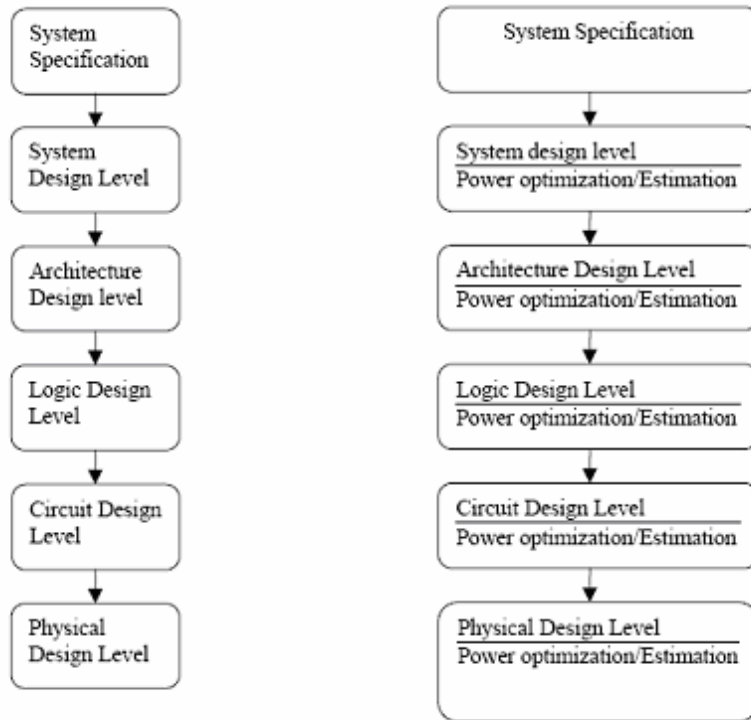 System
Specification
System
Design Level
Architecture
Design level
Logic Design
Level
Circuit Design
Level
Physical
Design Level
System Specification
System design level
Power optimization/Estimation
Architecture Design Level
Power optimization/Estimation
Logic Design Level
Power optimization/Estimation
Circuit Design Level
Power optimization/Estimation
Physical Design Level
Power optimization/Estimation